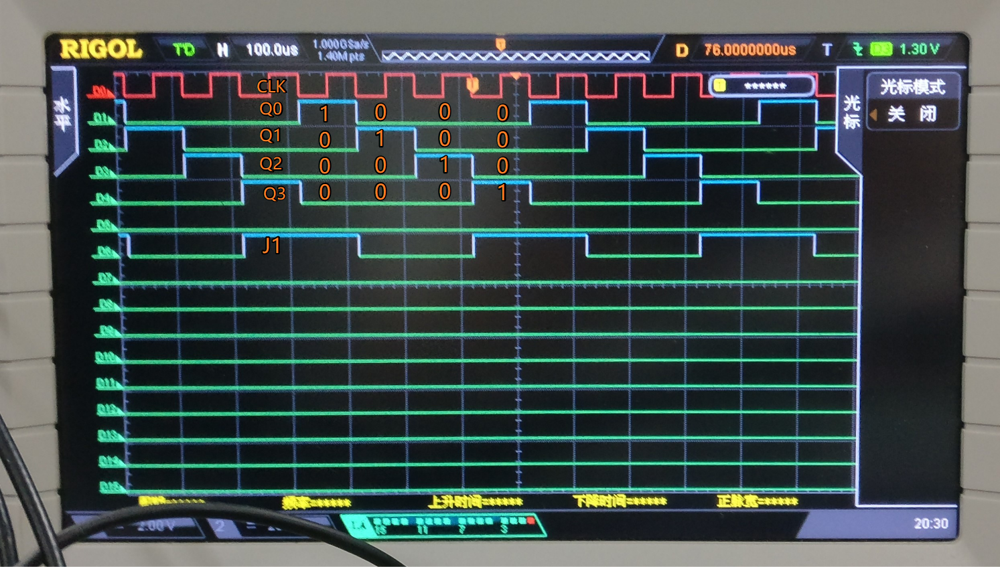 RIGOL T'D H 100.0us 1.000GSa/s 1.40Mpts D 76.0000000us T D3 1.30V
水平
D0 CLK
T
******
光标
光标模式
关 闭
D1 Q0 1 0 0 0
D2 Q1 0 1 0 0
D3 Q2 0 0 1 0
D4 Q3 0 0 0 1
D5
D6 J1
D7
D8
D9
D10
D11
D12
D13
D14
D15
频率=***** 上升时间=***** 下降时间=***** 正脉宽=*****
2.00V 2 = LA 15 11 7 3 20:30